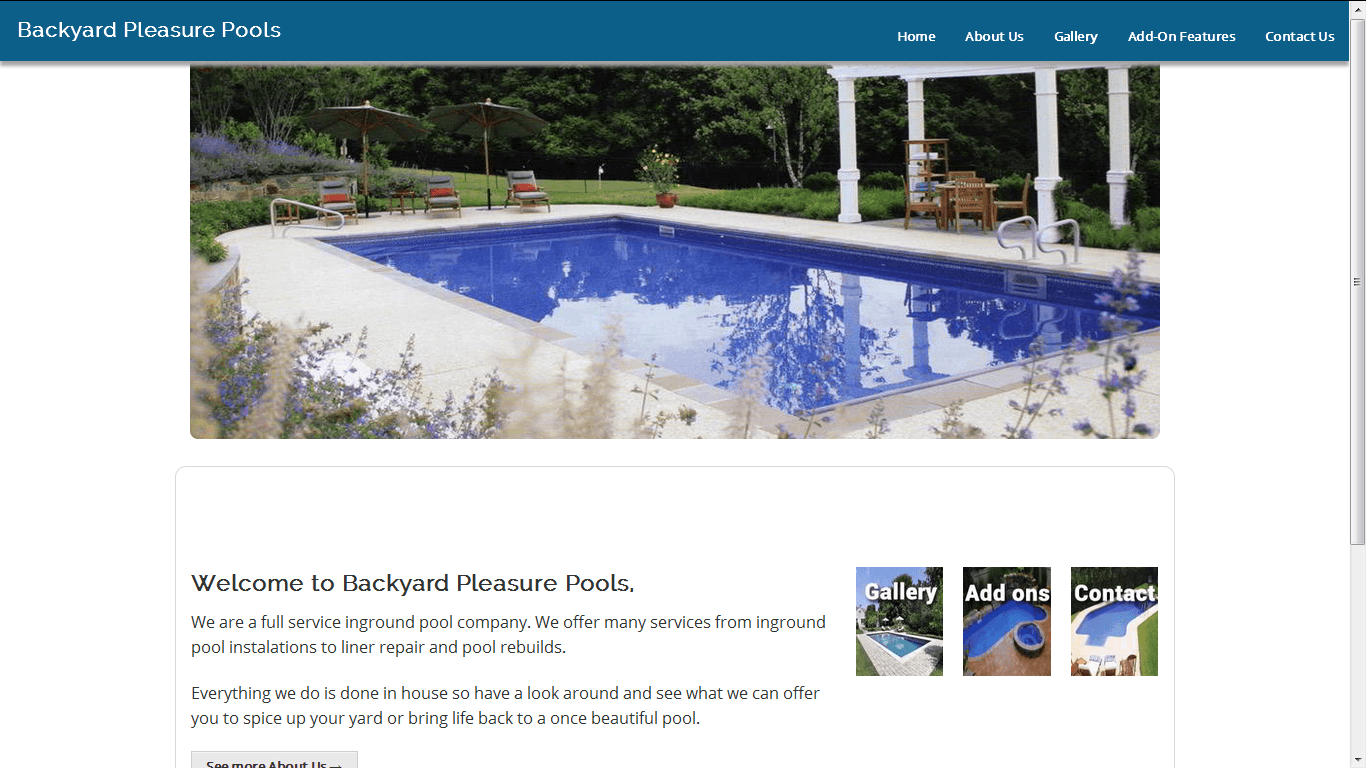 Backyard Pleasure Pools
Home About Us Gallery Add-On Features Contact Us
Welcome to Backyard Pleasure Pools,
We are a full service inground pool company. We offer many services from inground
pool instalations to liner repair and pool rebuilds.
Everything we do is done in house so have a look around and see what we can offer
you to spice up your yard or bring life back to a once beautiful pool.
See more About Us →
Gallery
Add ons
Contact